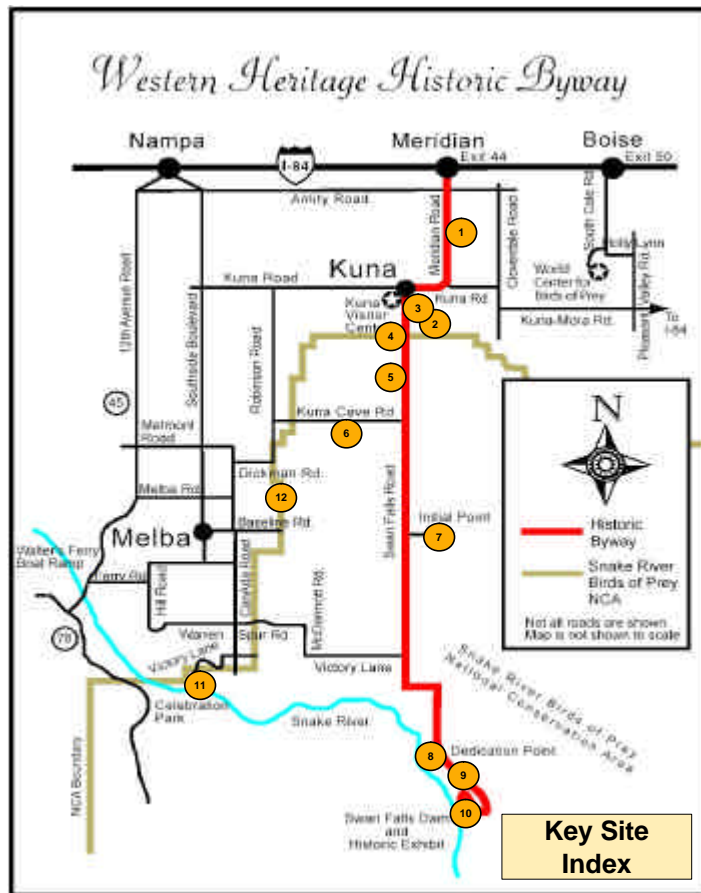 Western Heritage Historic Byway
Nampa
Meridian
Boise
I-84
Exit 44
Exit 50
Amity Road
Meridian Road
Cloverdale Road
South Cole Rd
Holly Lynn
Pleasant Valley Rd.
World
Center for
Birds of Prey
1
Kuna Road
Kuna
Kuna Rd.
Kuna
Visitor
Center
3
2
4
Kuna-Mora Rd.
To
I-84
12th Avenue Road
Southside Boulevard
Robinson Road
5
45
Kuna Cave Rd.
6
Melmont
Road
Dickman Rd.
Melba Rd.
12
Baseline Rd
Melba
Swan Falls Road
Initial Point
7
Walter's Ferry
Boat Ramp
Ferry Rd
Hill Road
Can-Ada Road
McDermott Rd.
78
Warren
Spur Rd
Victory Lane
Victory Lane
11
Celebration
Park
Snake River
NCA Boundary
Snake River Birds of Prey
National Conservation Area
8
Dedication Point
9
10
Swan Falls Dam
and
Historic Exhibit
N
Historic
Byway
Snake River
Birds of Prey
NCA
Not all roads are shown
Map is not shown to scale
Key Site
Index